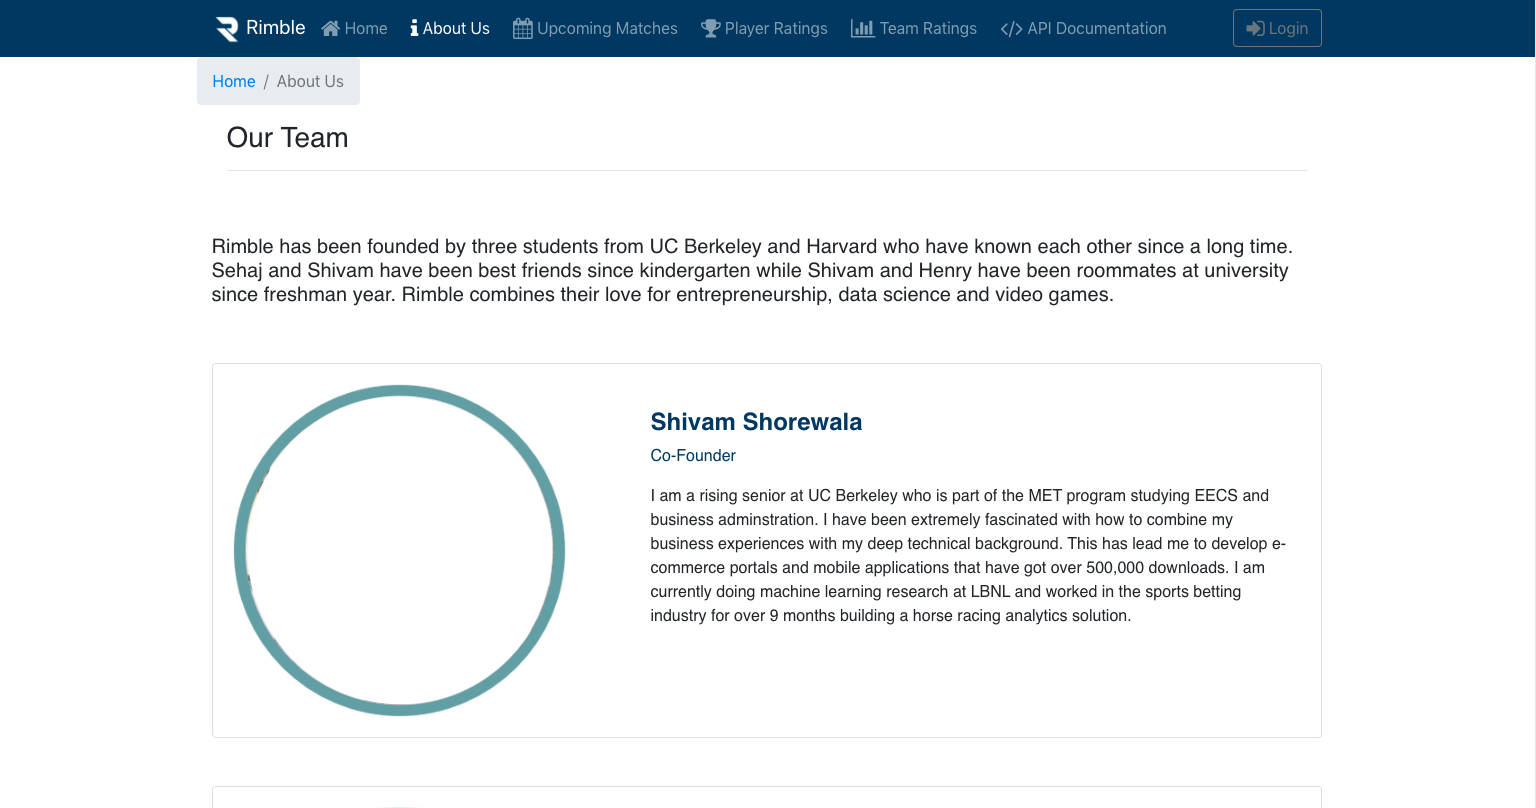 Rimble Home About Us Upcoming Matches Player Ratings Team Ratings API Documentation Login
Home / About Us
Our Team
Rimble has been founded by three students from UC Berkeley and Harvard who have known each other since a long time.
Sehaj and Shivam have been best friends since kindergarten while Shivam and Henry have been roommates at university
since freshman year. Rimble combines their love for entrepreneurship, data science and video games.
Shivam Shorewala
Co-Founder
I am a rising senior at UC Berkeley who is part of the MET program studying EECS and
business adminstration. I have been extremely fascinated with how to combine my
business experiences with my deep technical background. This has lead me to develop e-
commerce portals and mobile applications that have got over 500,000 downloads. I am
currently doing machine learning research at LBNL and worked in the sports betting
industry for over 9 months building a horse racing analytics solution.